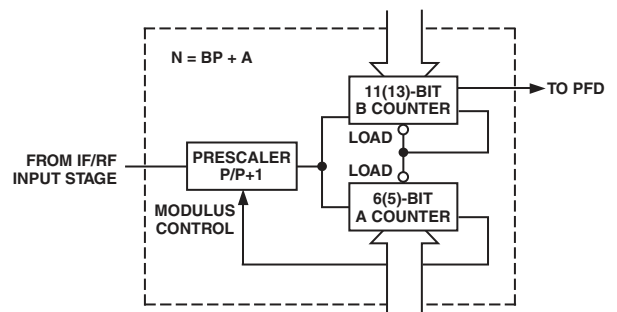 N = BP + A
11(13)-BIT
B COUNTER
TO PFD
LOAD
FROM IF/RF
INPUT STAGE
PRESCALER
P/P+1
LOAD
MODULUS
CONTROL
6(5)-BIT
A COUNTER